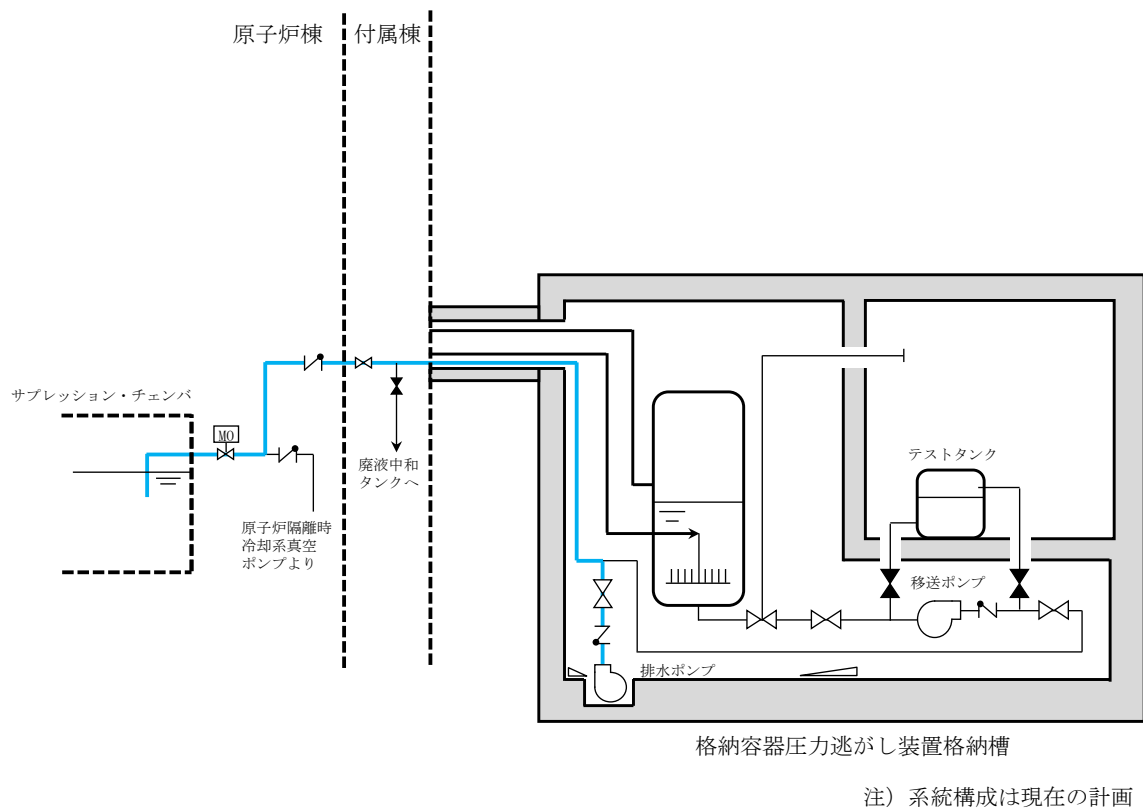 原子炉棟
付属棟
サプレッション・チェンバ
MO
廃液中和
タンクへ
原子炉隔離時
冷却系真空
ポンプより
テストタンク
移送ポンプ
排水ポンプ
格納容器圧力逃がし装置格納槽
注）系統構成は現在の計画